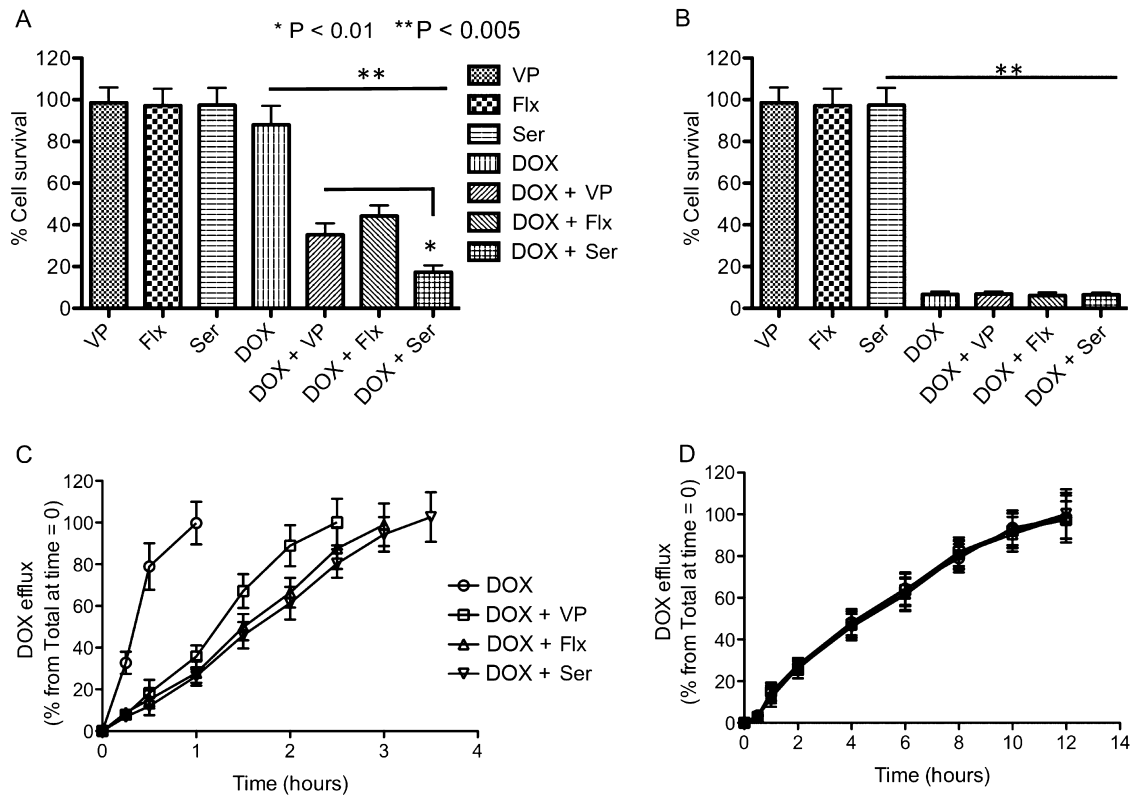 A
* P < 0.01 **P < 0.005
% Cell survival
120
100
80
60
40
20
0
**
*
VP
Flx
Ser
DOX
DOX + VP
DOX + Flx
DOX + Ser
VP
Flx
Ser
DOX
DOX + VP
DOX + Flx
DOX + Ser
B
% Cell survival
120
100
80
60
40
20
0
**
VP
Flx
Ser
DOX
DOX + VP
DOX + Flx
DOX + Ser
C
DOX efflux
(% from Total at time = 0)
120
100
80
60
40
20
0
0 1 2 3 4
Time (hours)
DOX
DOX + VP
DOX + Flx
DOX + Ser
D
DOX efflux
(% from Total at time = 0)
120
100
80
60
40
20
0
0 2 4 6 8 10 12 14
Time (hours)